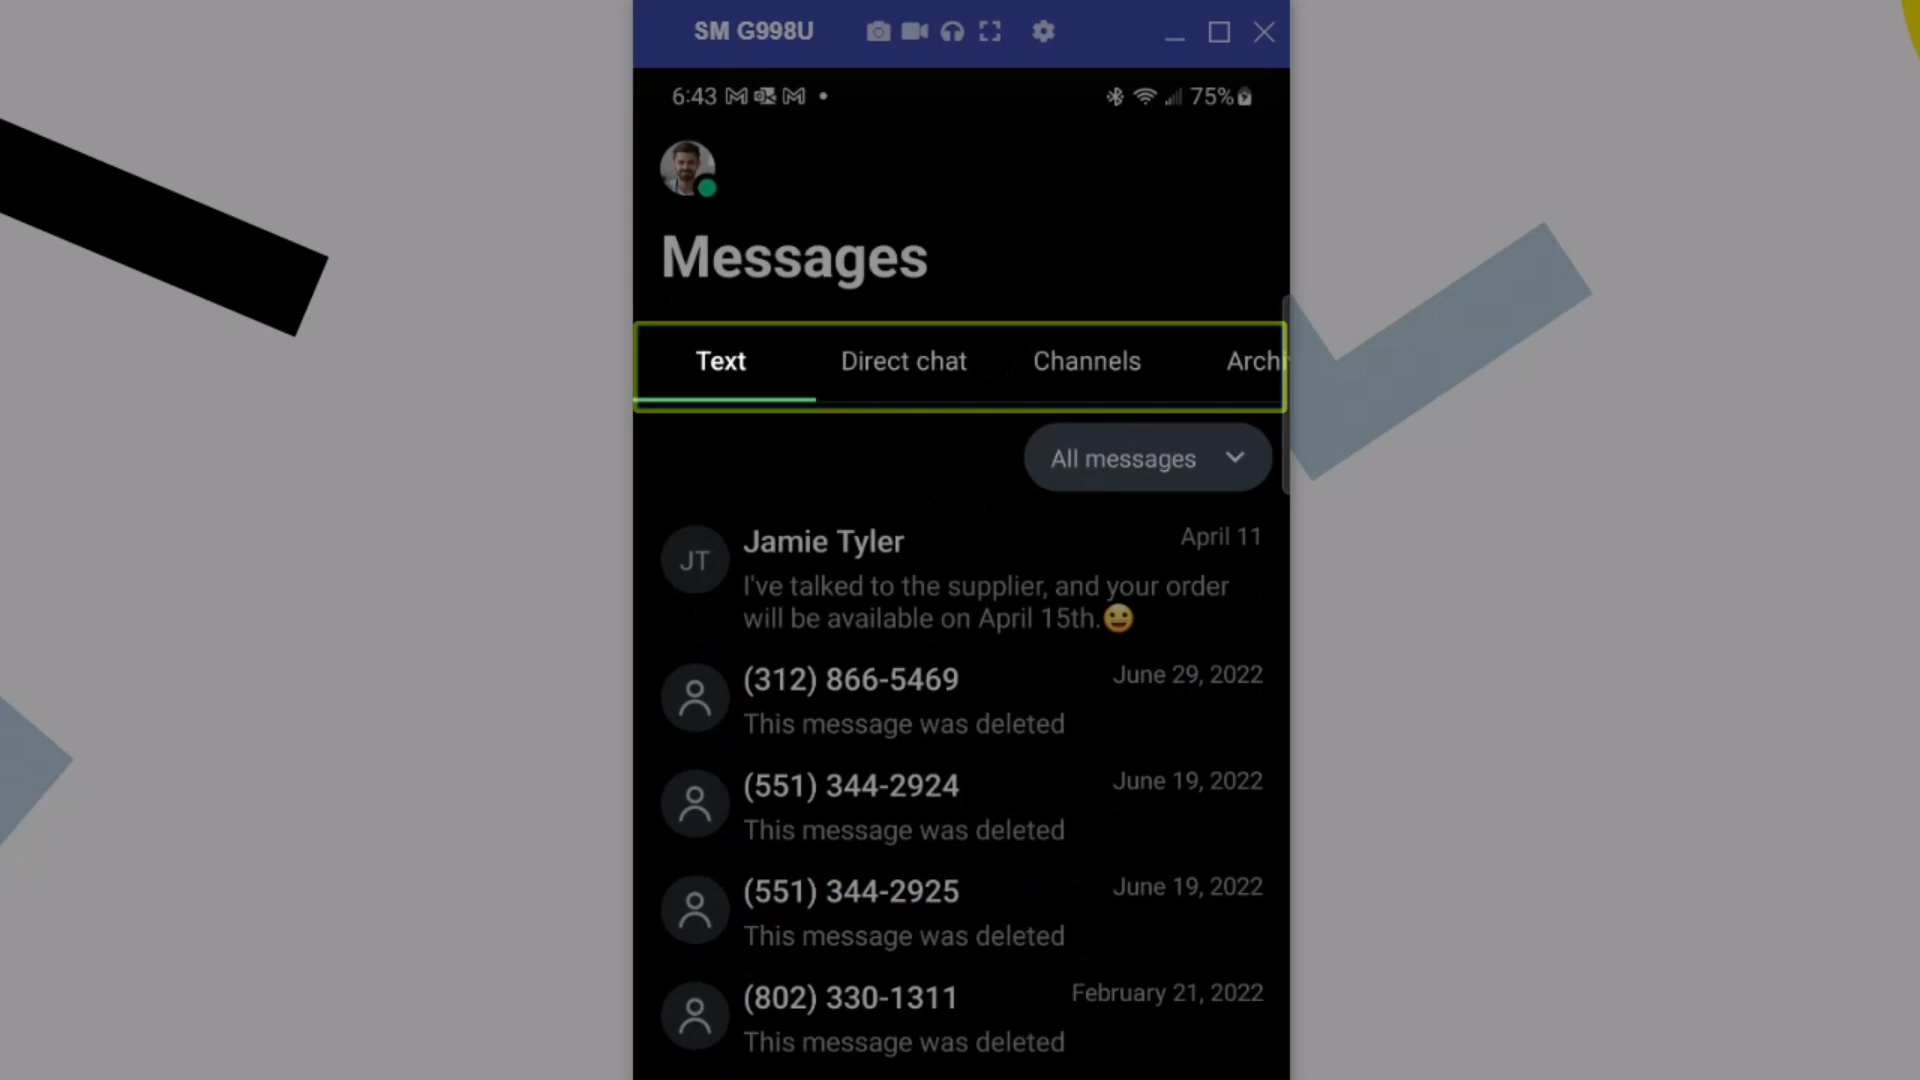 SM G998U
6:43 75%
Messages
Text Direct chat Channels Archi
All messages
Jamie Tyler April 11
JT
I've talked to the supplier, and your order
will be available on April 15th.😀
(312) 866-5469 June 29, 2022
This message was deleted
(551) 344-2924 June 19, 2022
This message was deleted
(551) 344-2925 June 19, 2022
This message was deleted
(802) 330-1311 February 21, 2022
This message was deleted